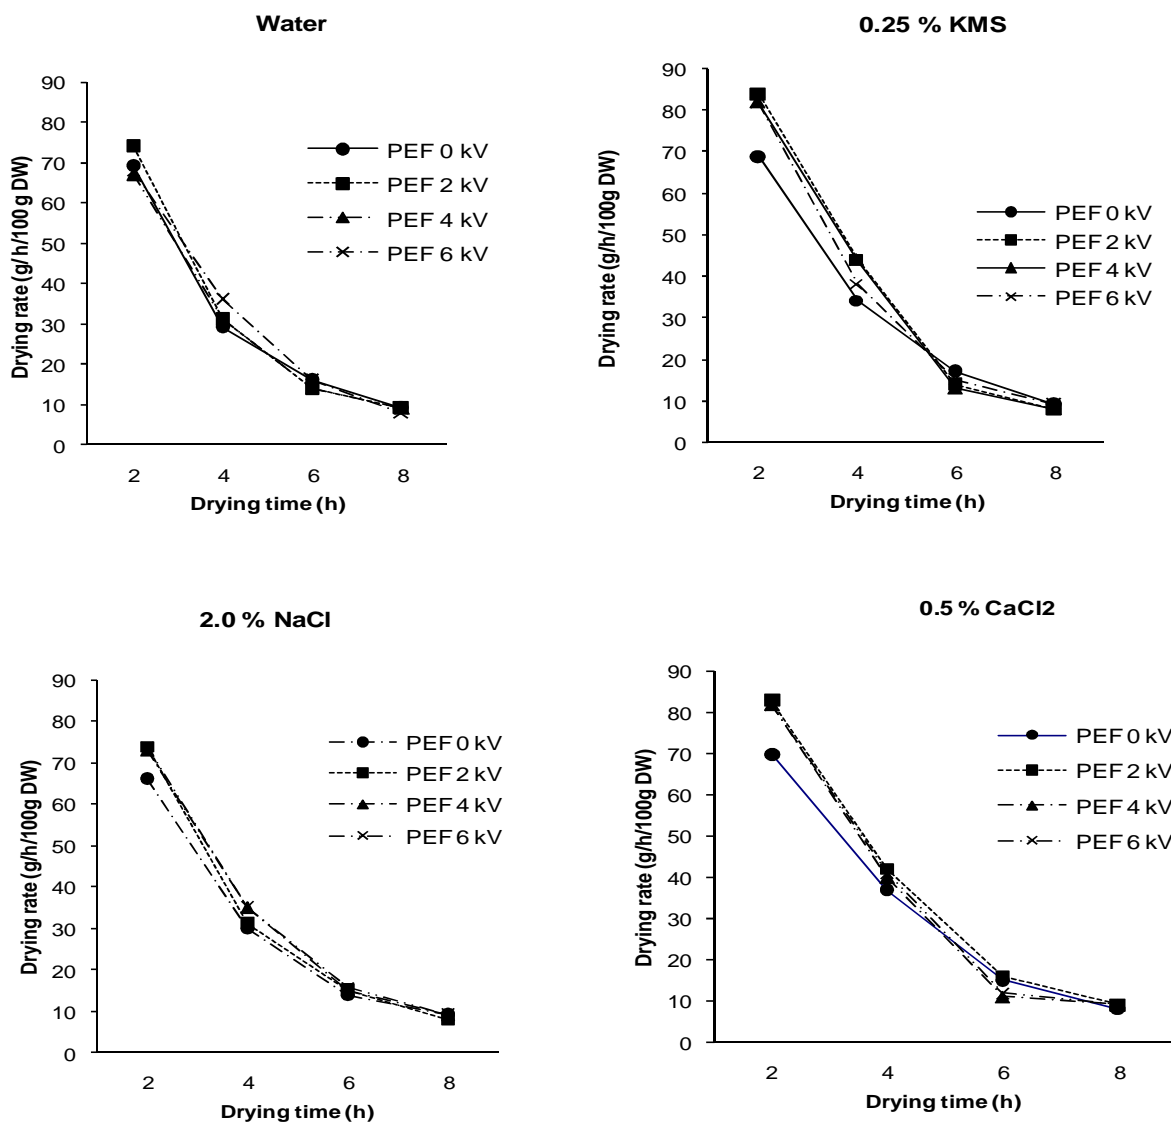 Water
Drying rate (g/h/100 g DW)
90
80
70
60
50
40
30
20
10
0
PEF 0 kV
PEF 2 kV
PEF 4 kV
PEF 6 kV
2 4 6 8
Drying time (h)
0.25 % KMS
Drying rate (g/h/100g DW)
90
80
70
60
50
40
30
20
10
0
PEF 0 kV
PEF 2 kV
PEF 4 kV
PEF 6 kV
2 4 6 8
Drying time (h)
2.0 % NaCl
Drying rate (g/h/100g DW)
90
80
70
60
50
40
30
20
10
0
PEF 0 kV
PEF 2 kV
PEF 4 kV
PEF 6 kV
2 4 6 8
Drying time (h)
0.5 % CaCl2
Drying rate (g/h/100g DW)
90
80
70
60
50
40
30
20
10
0
PEF 0 kV
PEF 2 kV
PEF 4 kV
PEF 6 kV
2 4 6 8
Drying time (h)